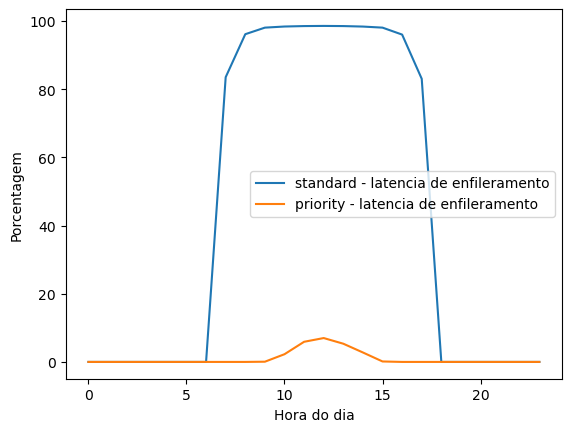 100
80
60
40
20
0
Porcentagem
standard - latencia de enfileramento
priority - latencia de enfileramento
0 5 10 15 20
Hora do dia